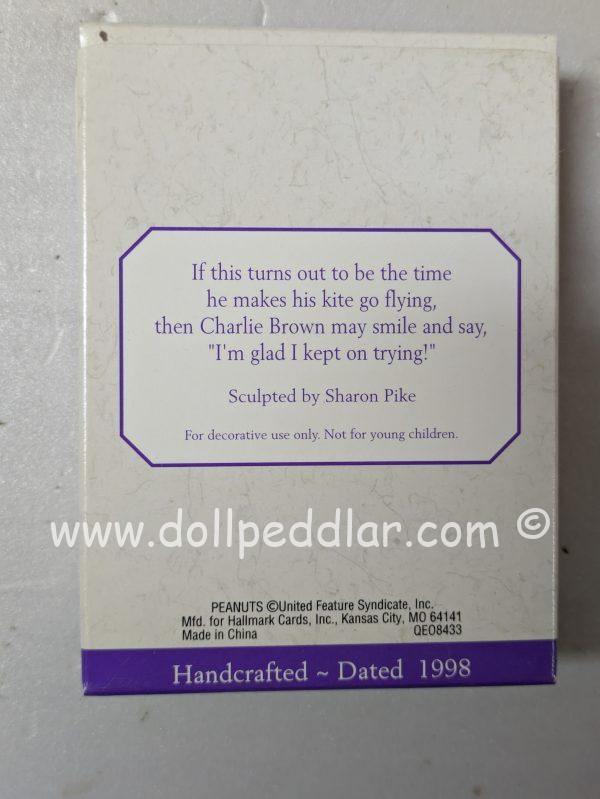 If this turns out to be the time
he makes his kite go flying,
then Charlie Brown may smile and say,
"I'm glad I kept on trying!"
Sculpted by Sharon Pike
For decorative use only. Not for young children.
www.dollpeddlar.com ©
PEANUTS ©United Feature Syndicate, Inc.
Mfd. for Hallmark Cards, Inc., Kansas City, MO 64141
Made in China QEO8433
Handcrafted ~ Dated 1998